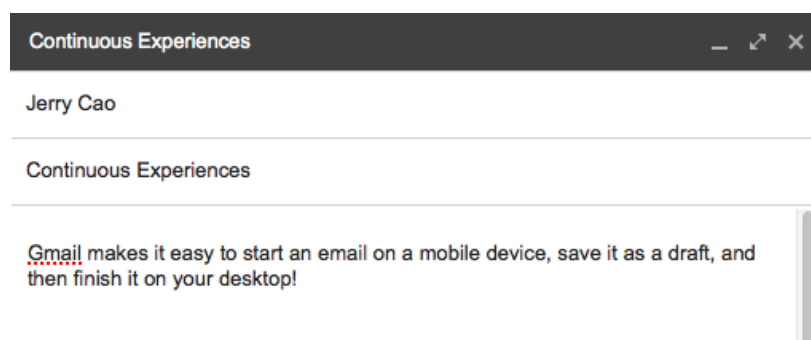 Continuous Experiences
Jerry Cao
Continuous Experiences
Gmail makes it easy to start an email on a mobile device, save it as a draft, and
then finish it on your desktop!